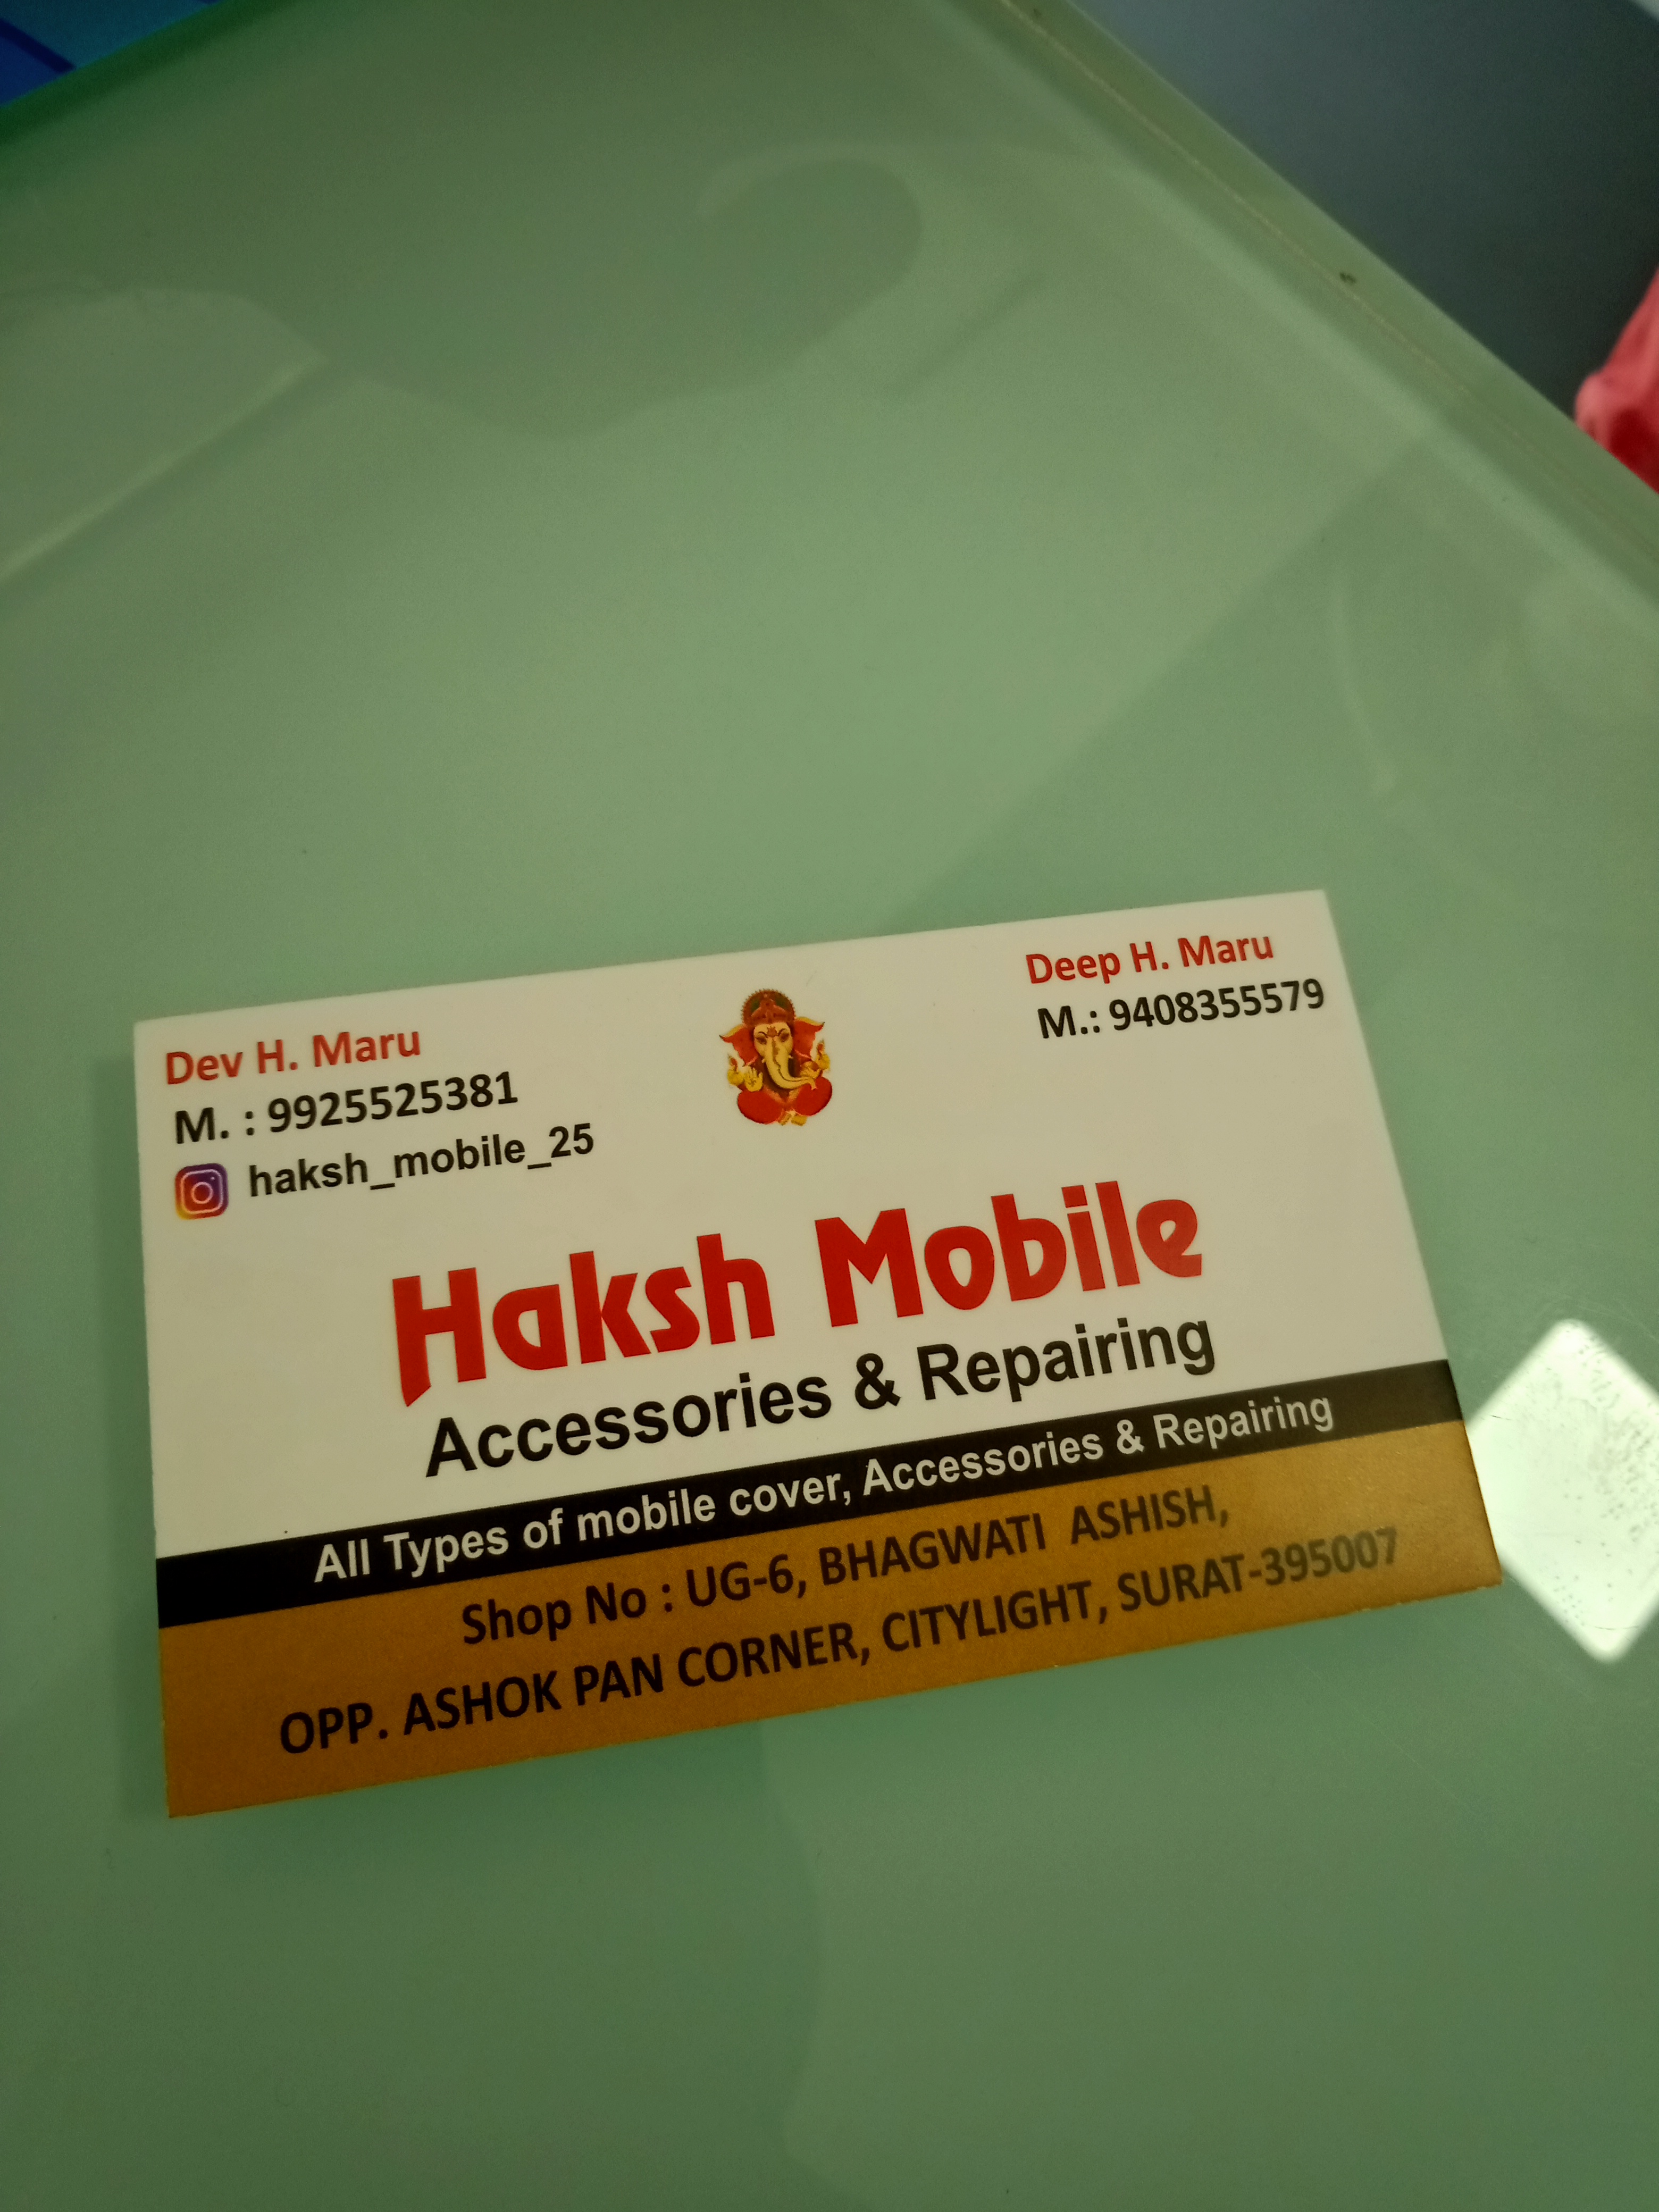 Dev H. Maru
M. : 9925525381
haksh_mobile_25
Deep H. Maru
M.: 9408355579
Haksh Mobile
Accessories & Repairing
All Types of mobile cover, Accessories & Repairing
Shop No : UG-6, BHAGWATI ASHISH,
OPP. ASHOK PAN CORNER, CITYLIGHT, SURAT-395007